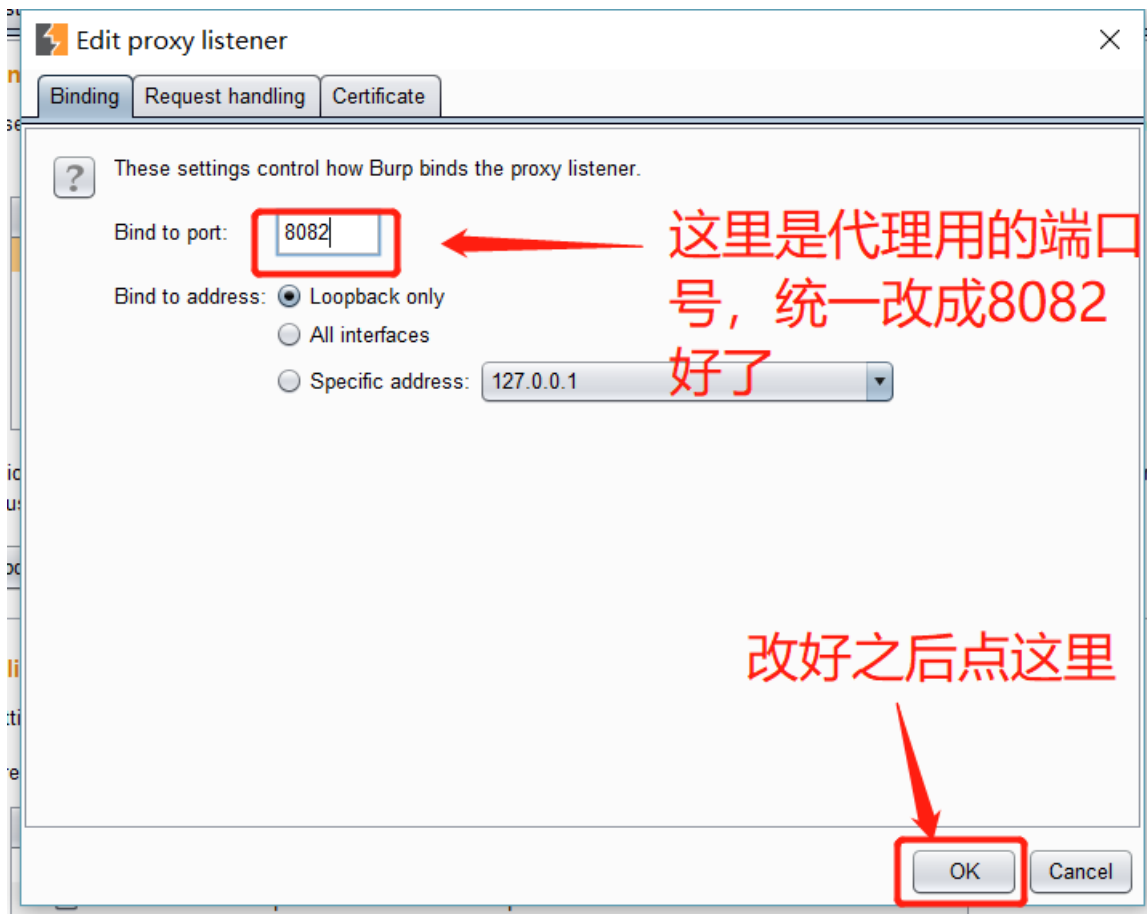 Edit proxy listener
Binding
Request handling
Certificate
These settings control how Burp binds the proxy listener.
Bind to port:
8082
这里是代理用的端口
号，统一改成8082
好了
Bind to address:
Loopback only
All interfaces
Specific address:
127.0.0.1
改好之后点这里
OK
Cancel